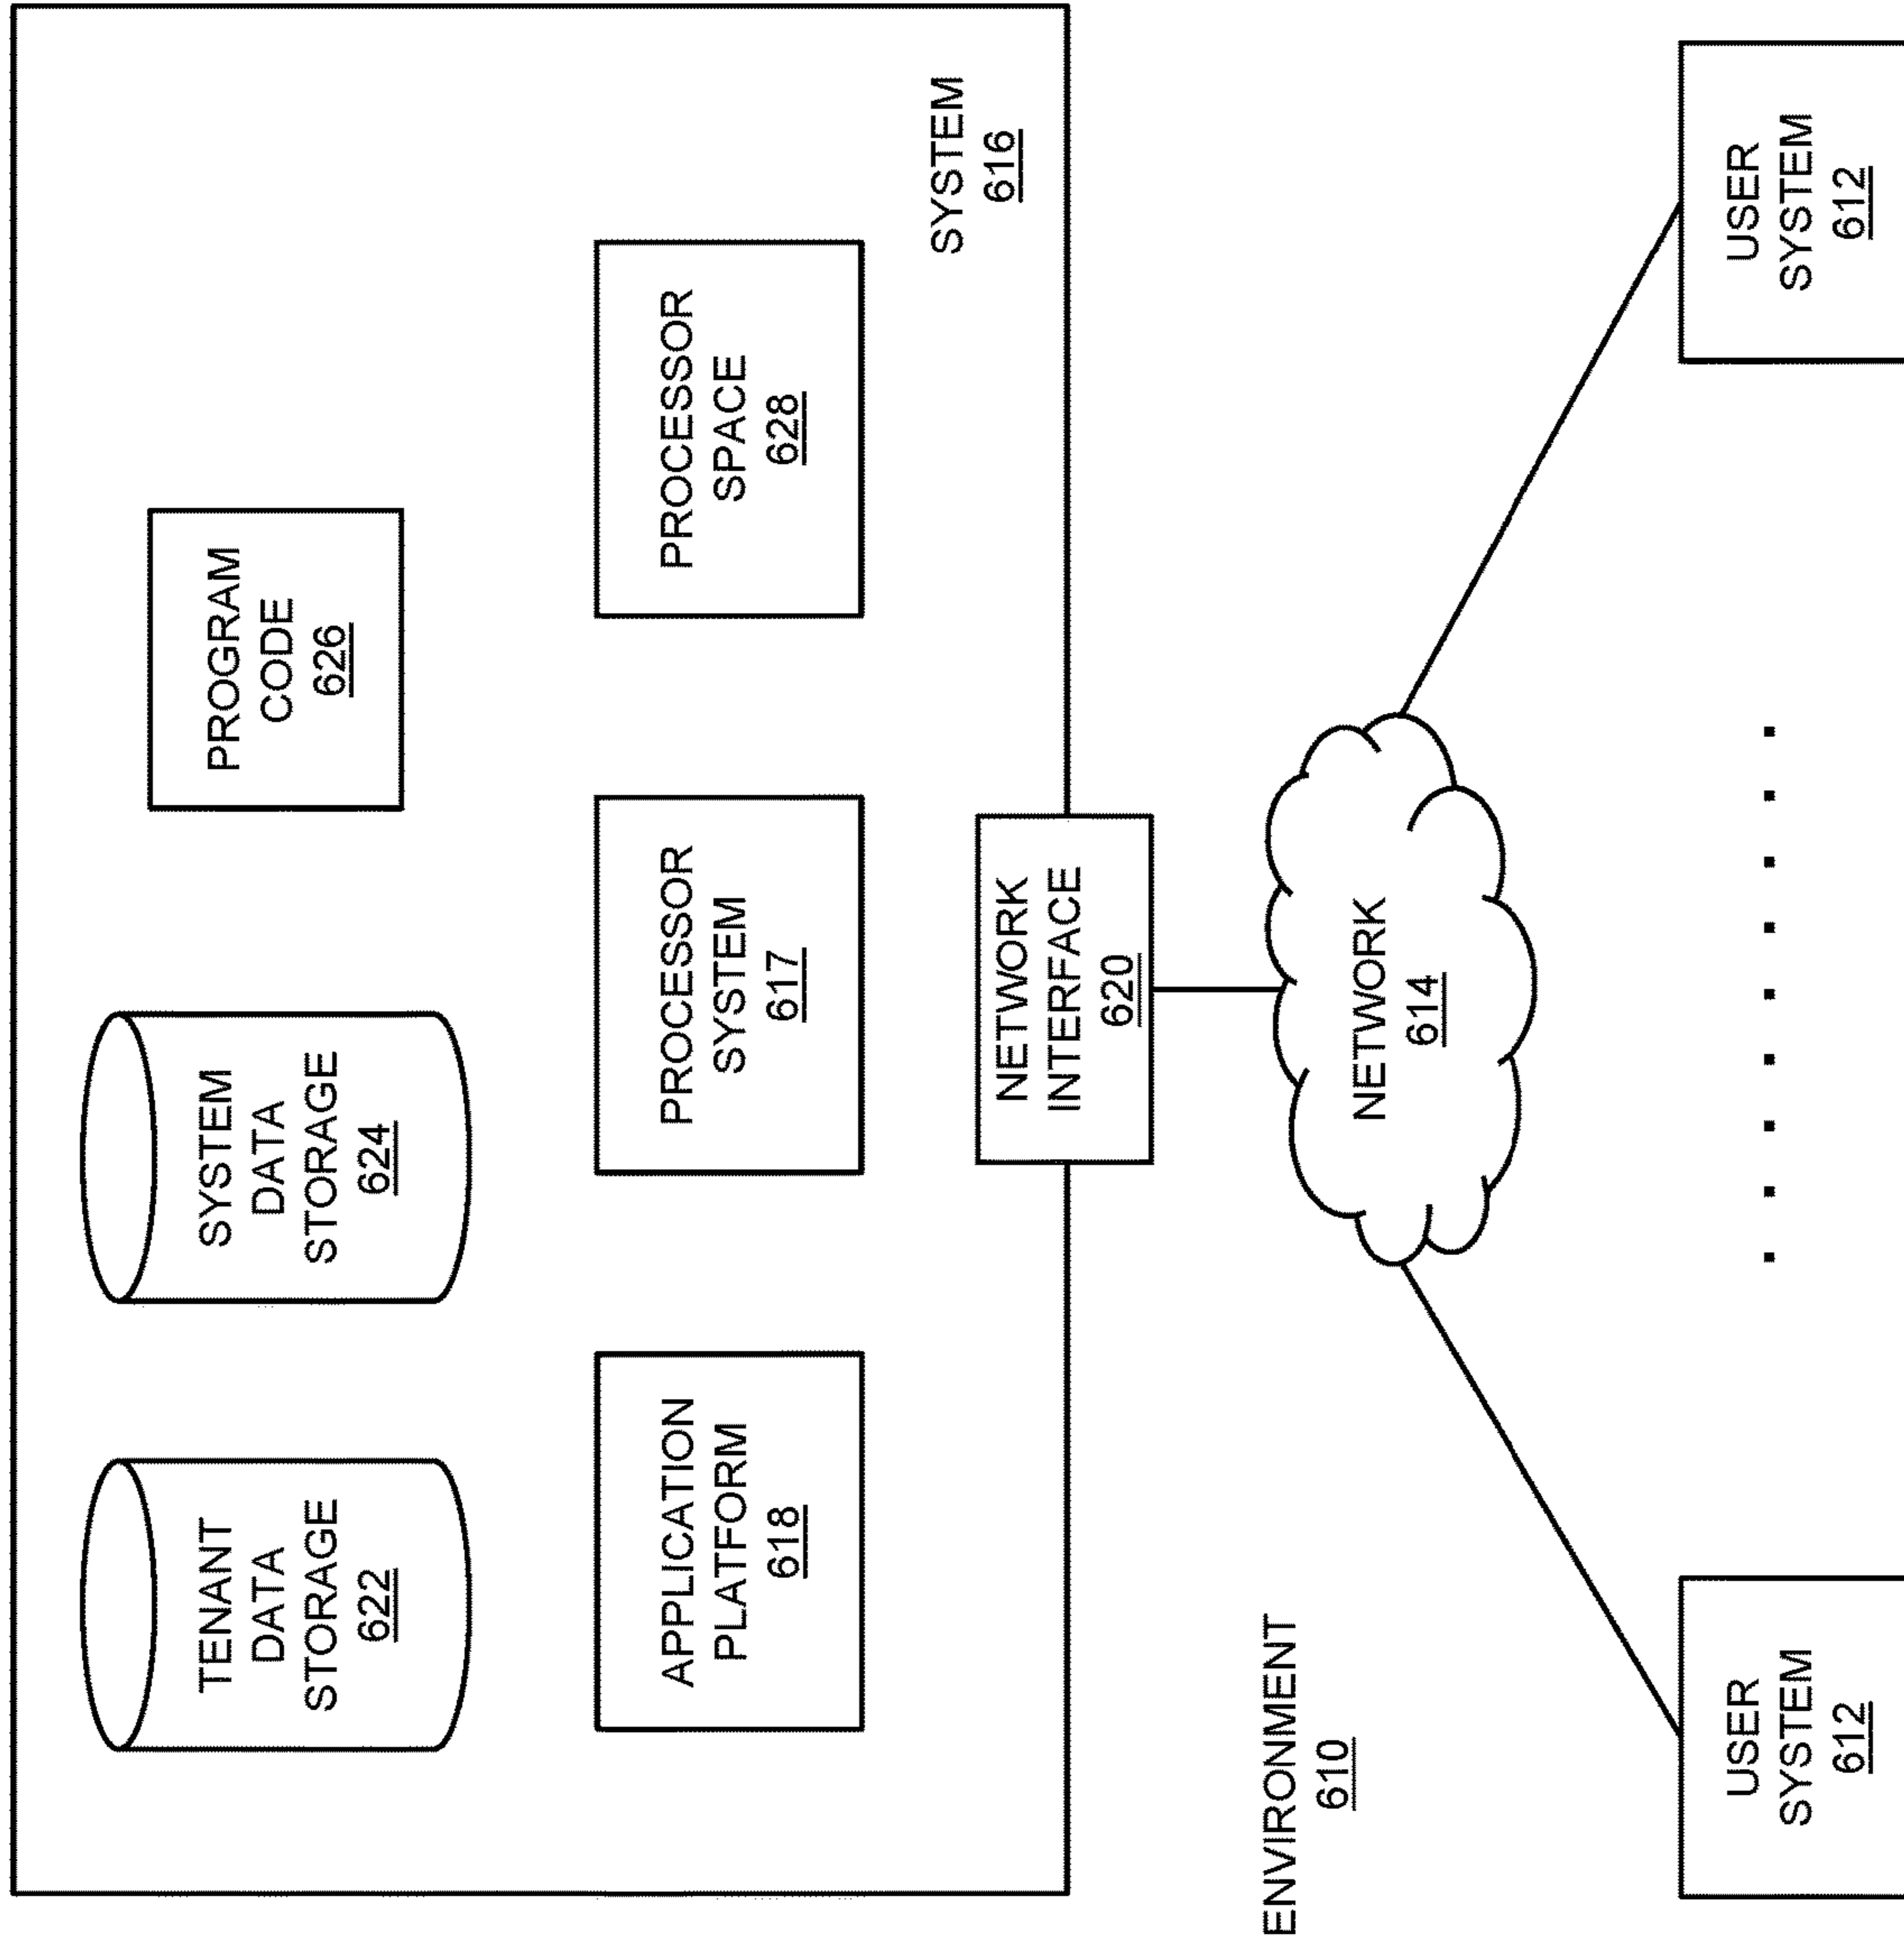 TENANT
DATA
STORAGE
622
SYSTEM
DATA
STORAGE
624
PROGRAM
CODE
626
APPLICATION
PLATFORM
618
PROCESSOR
SYSTEM
617
PROCESSOR
SPACE
628
SYSTEM
616
NETWORK
INTERFACE
620
ENVIRONMENT
610
NETWORK
614
USER
SYSTEM
612
USER
SYSTEM
612